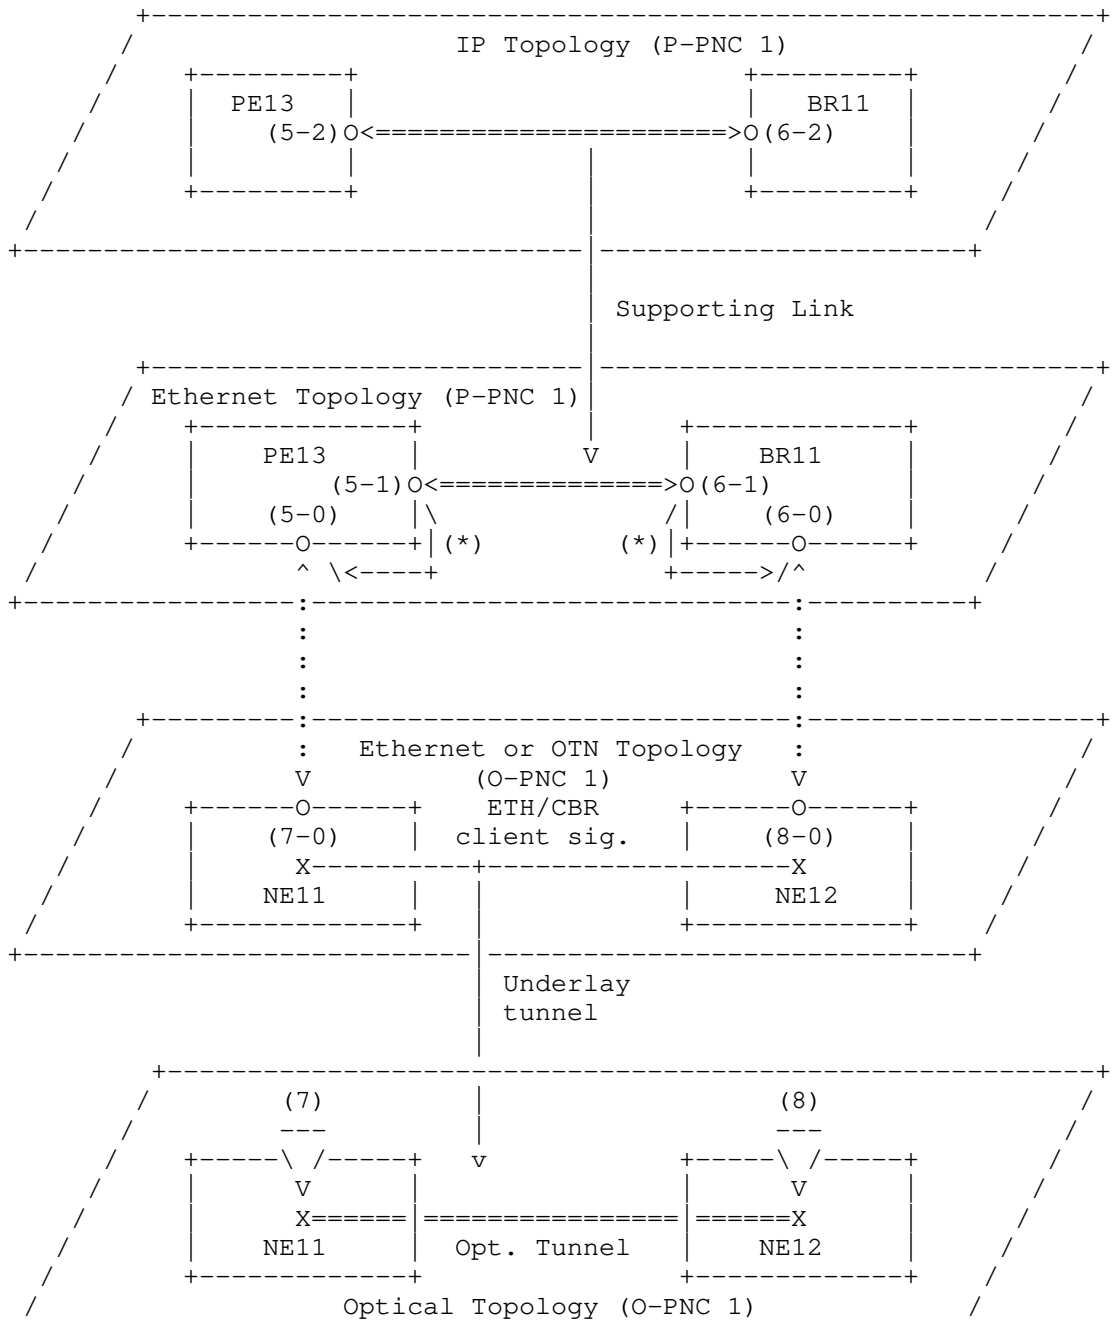 IP Topology (P-PNC 1)
PE13 BR11
(5-2) O<======================>O (6-2)
Supporting Link
Ethernet Topology (P-PNC 1)
PE13 V BR11
(5-1) O<==============>O (6-1)
(5-0) (6-0)
O (*) (*) O
: :
: :
: :
: :
: :
: Ethernet or OTN Topology :
V (O-PNC 1) V
O ETH/CBR O
(7-0) client sig. (8-0)
X X
NE11 NE12
Underlay
tunnel
(7) (8)
v
V V
X======|================|======X
NE11 Opt. Tunnel NE12
Optical Topology (O-PNC 1)